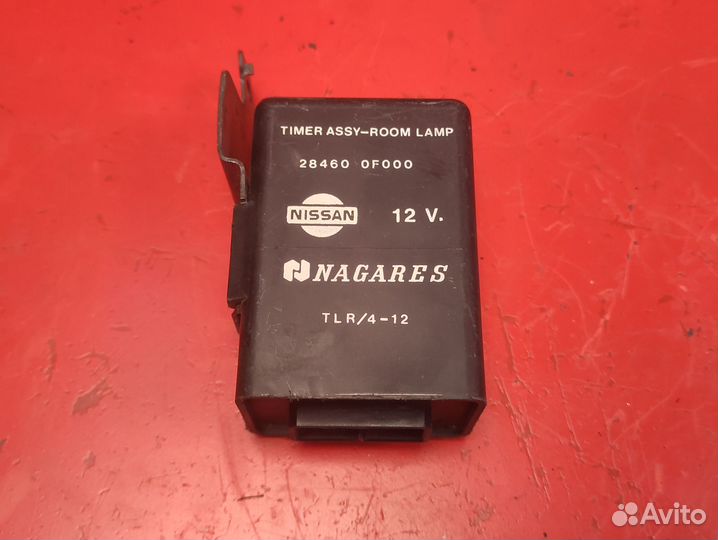 TIMER ASSY-ROOM LAMP
28460 0F000
NISSAN 12 V.
NAGARES
TLR/4-12
Avito